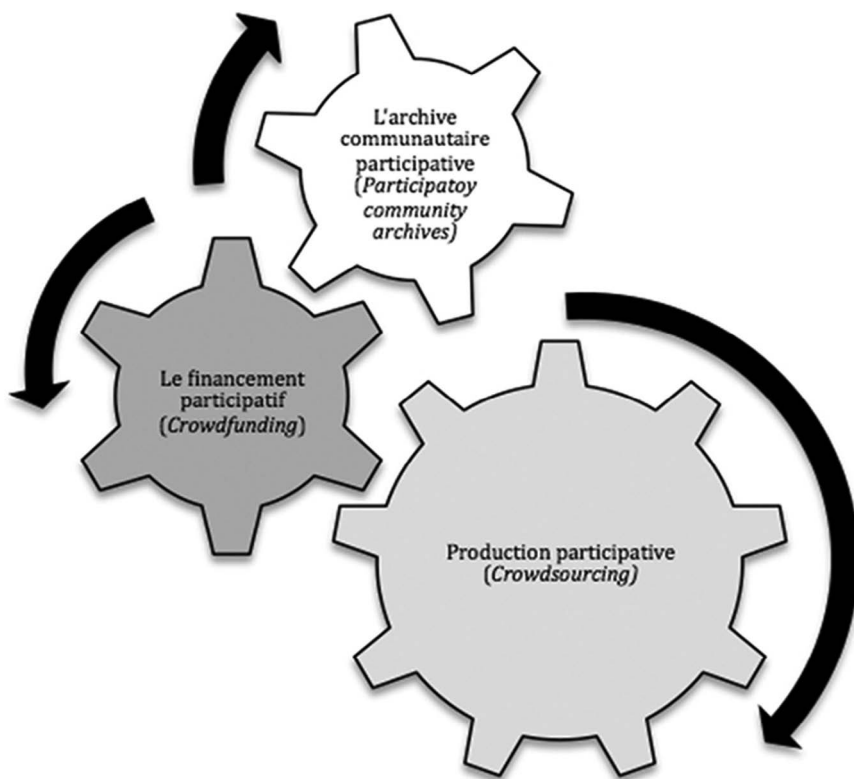 L'archive
communautaire
participative
(Participatoy
community
archives)
Le financement
participatif
(Crowdfunding)
Production participative
(Crowdsourcing)